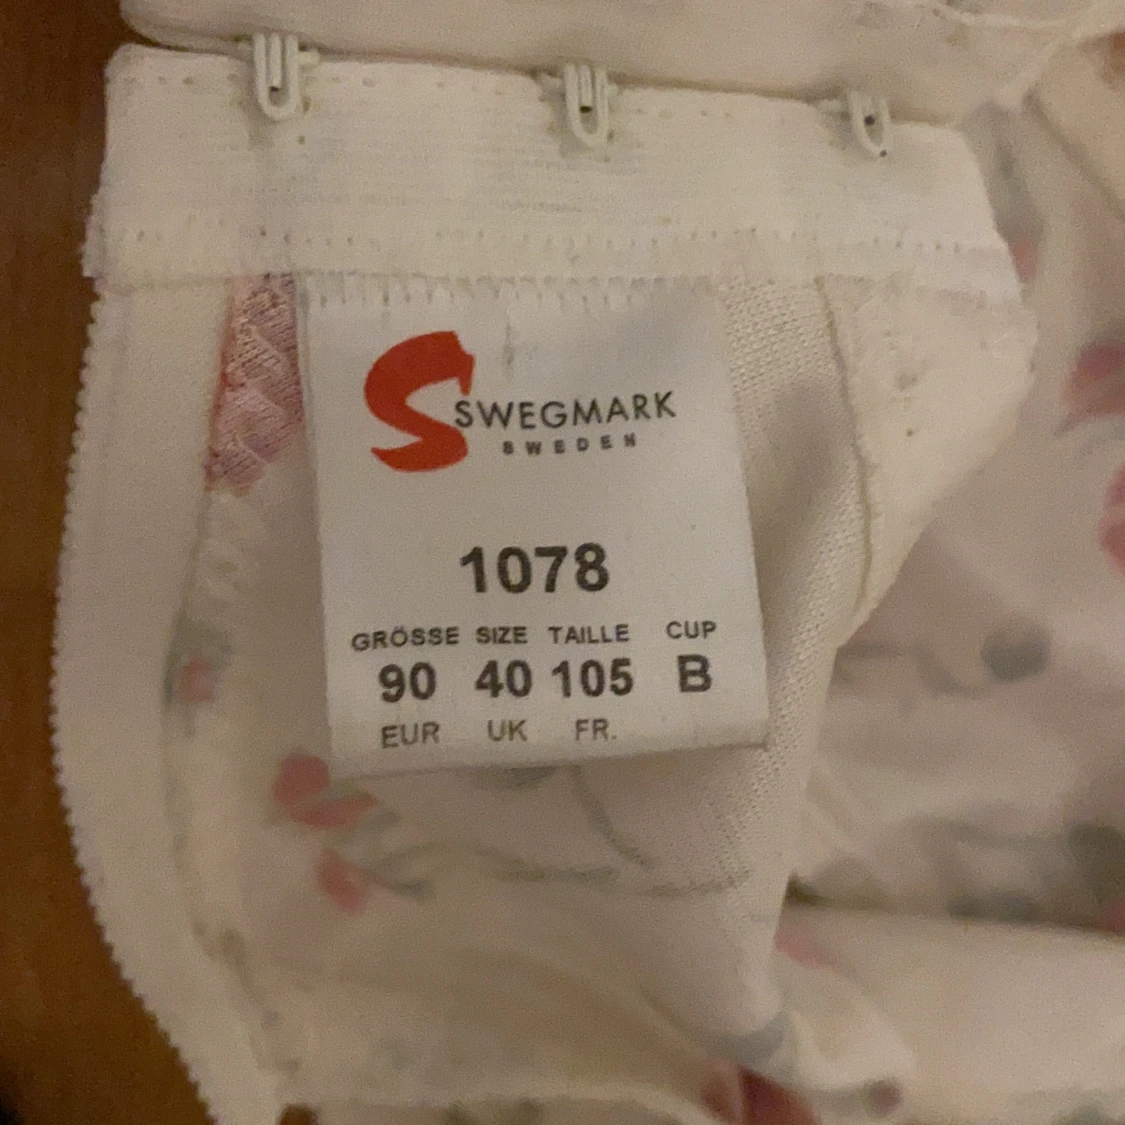 SWEGMARK
SWEDEN
1078
GRÖSSE SIZE TAILLE CUP
90 40 105 B
EUR UK FR.